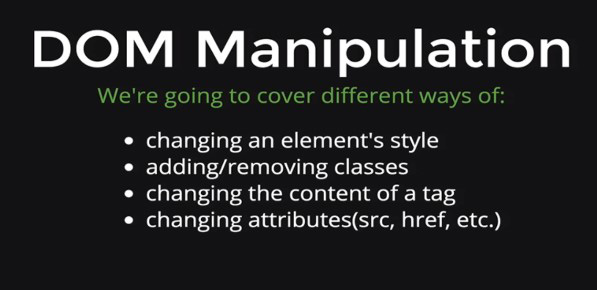 DOM Manipulation
We're going to cover different ways of:
• changing an element's style
• adding/removing classes
• changing the content of a tag
• changing attributes(src, href, etc.)